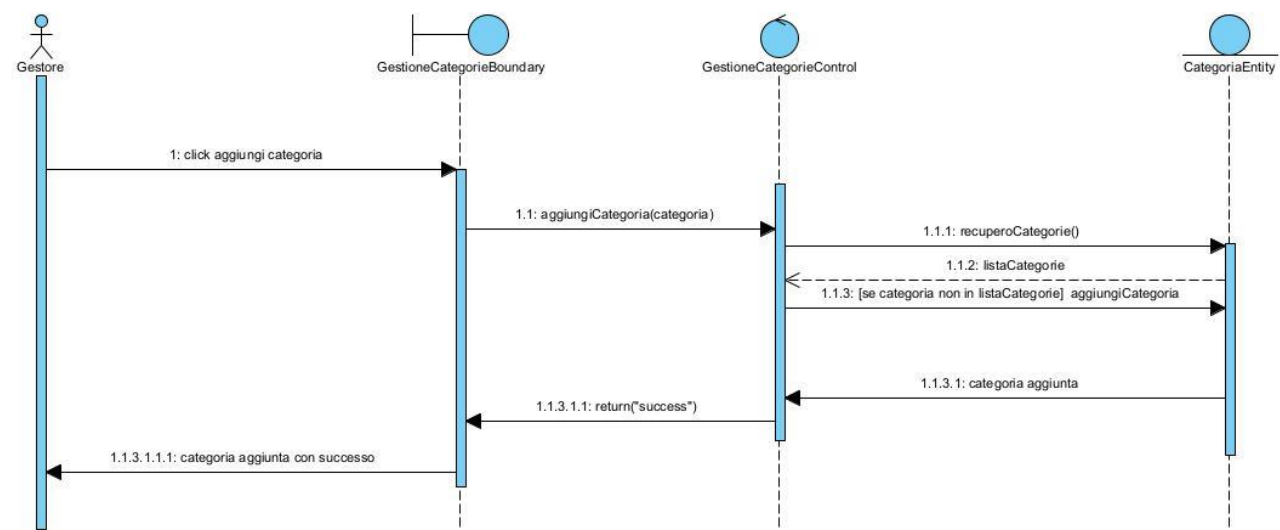 Gestore
GestioneCategorieBoundary
GestioneCategorieControl
CategoriaEntity
1: click aggiungi categoria
1.1: aggiungiCategoria(categoria)
1.1.1: recuperoCategorie()
1.1.2: listaCategorie
1.1.3: [se categoria non in listaCategorie] aggiungiCategoria
1.1.3.1: categoria aggiunta
1.1.3.1.1: return("success")
1.1.3.1.1.1: categoria aggiunta con successo